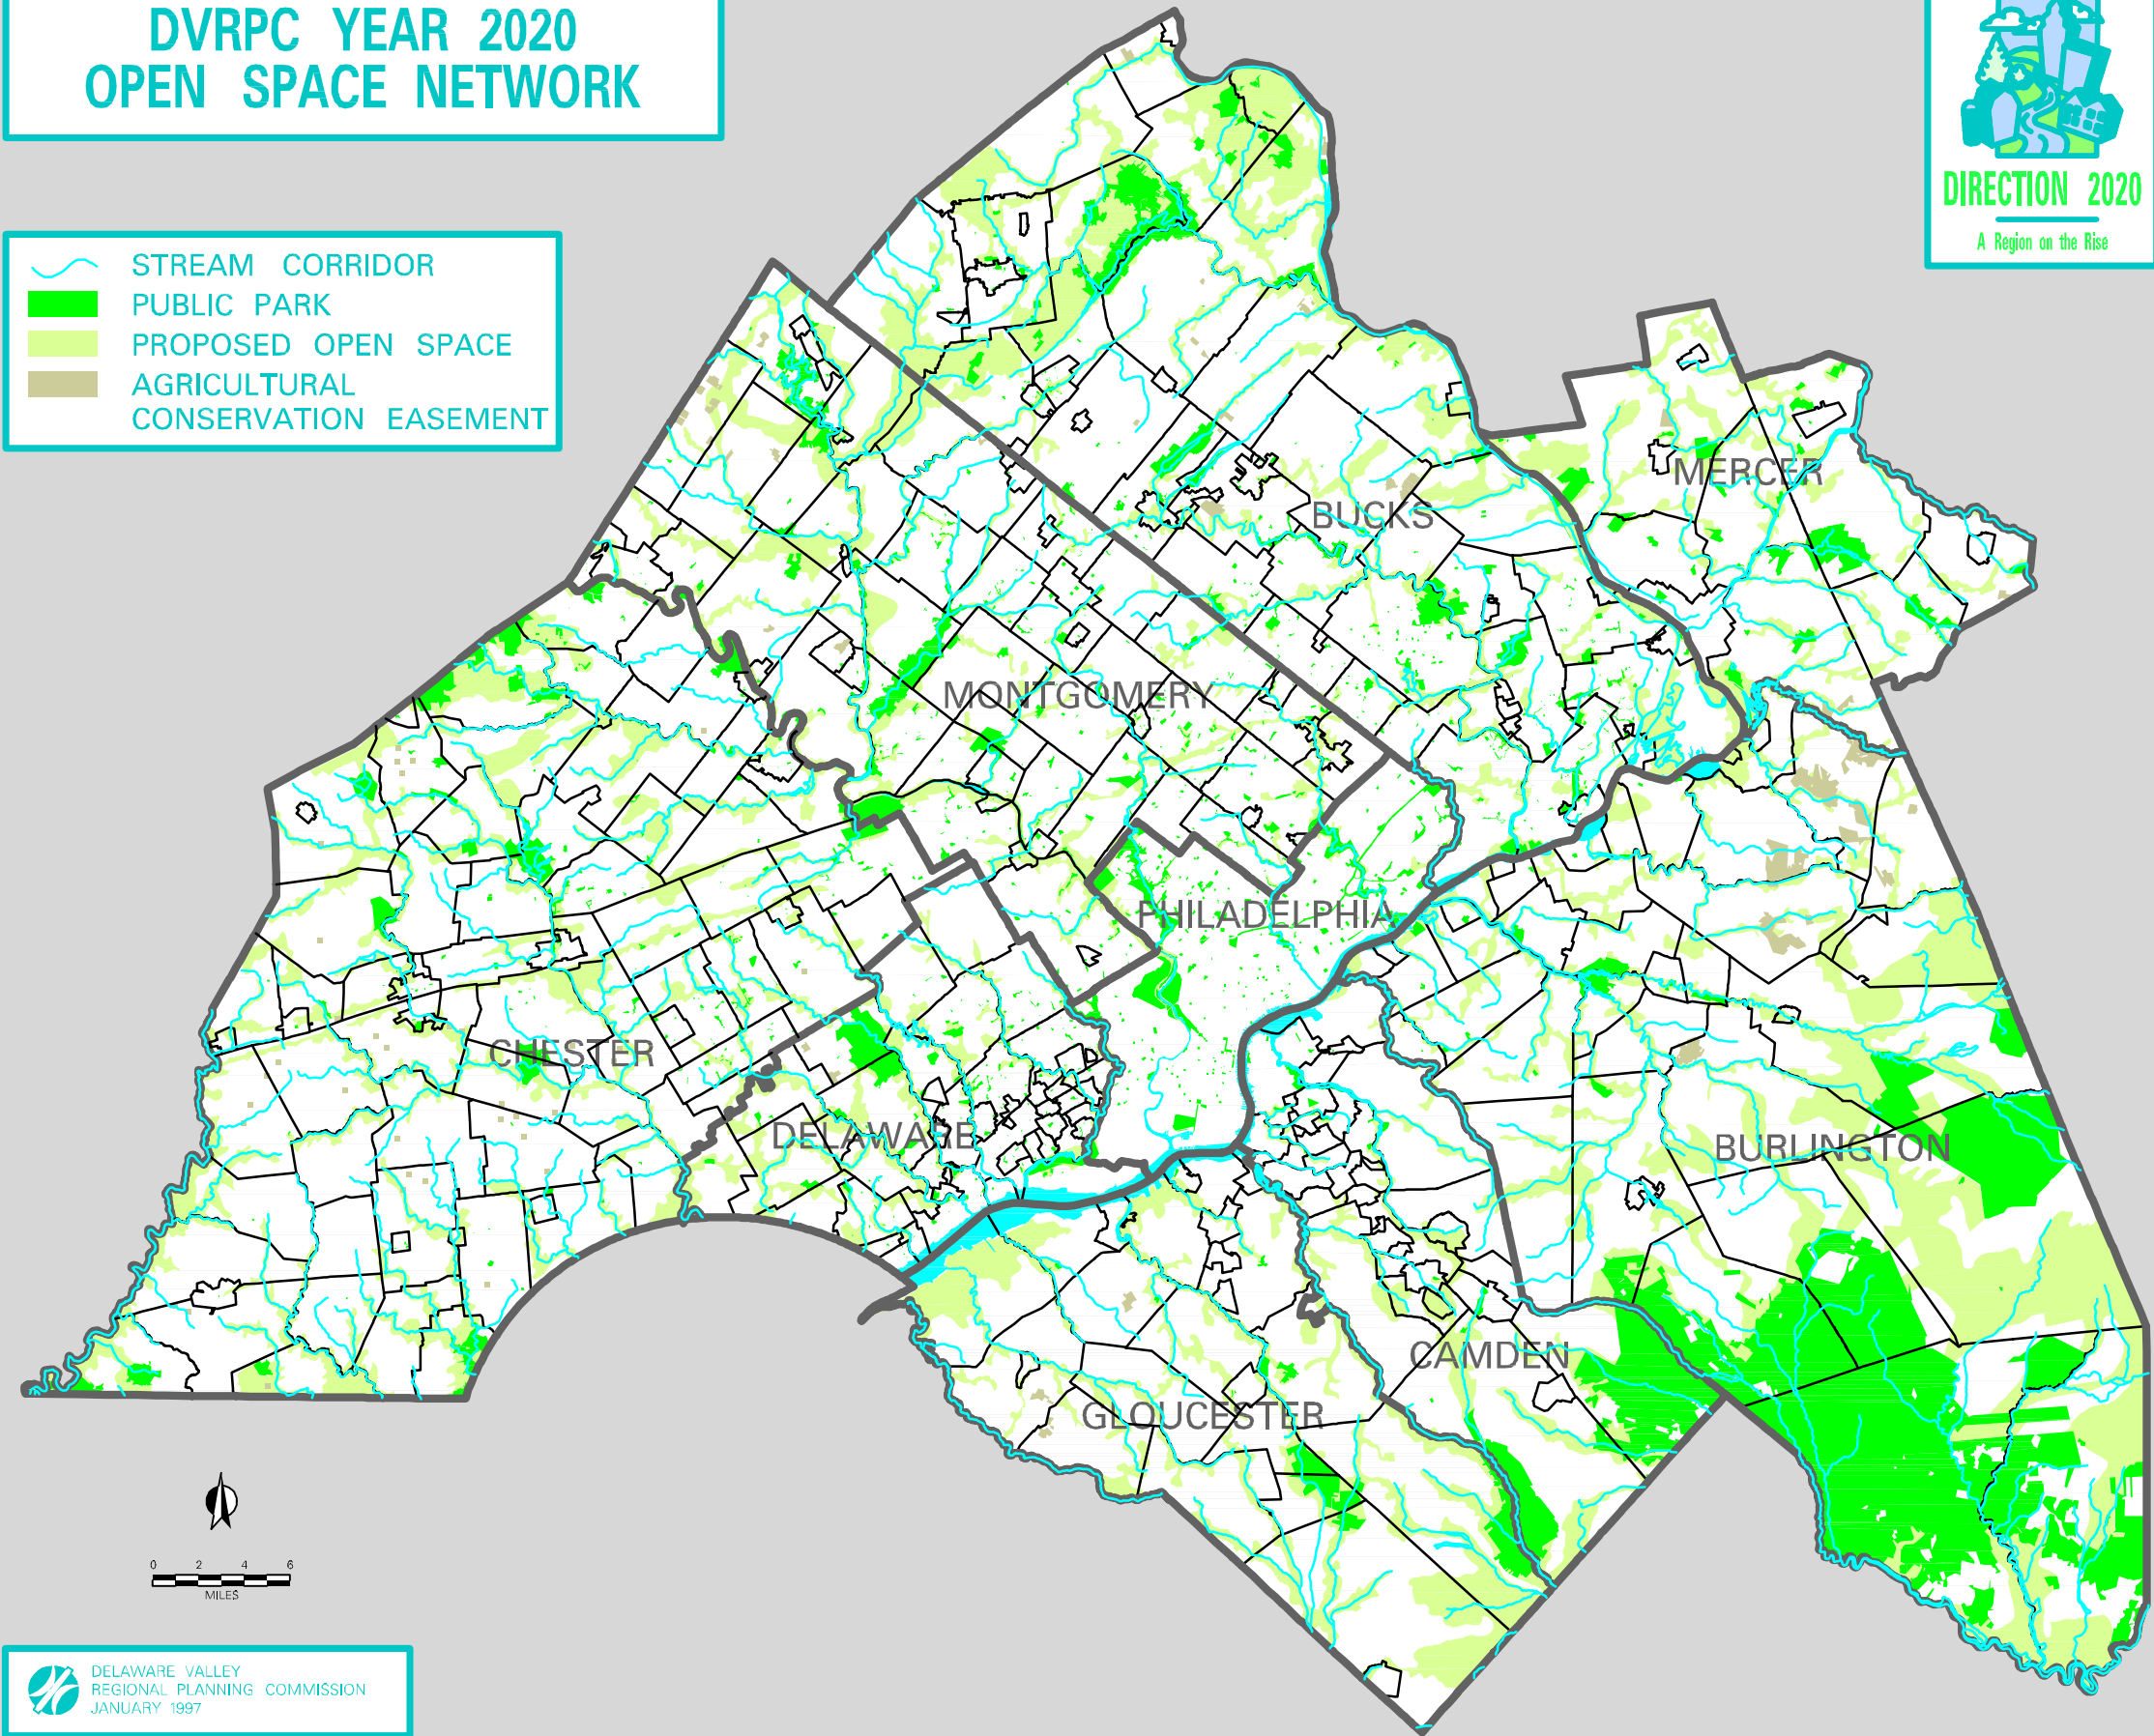 DVRPC YEAR 2020
OPEN SPACE NETWORK
DIRECTION 2020
A Region on the Rise
STREAM CORRIDOR
PUBLIC PARK
PROPOSED OPEN SPACE
AGRICULTURAL
CONSERVATION EASEMENT
MERCER
BUCKS
MONTGOMERY
PHILADELPHIA
CHESTER
DELAWARE
BURLINGTON
CAMDEN
GLOUCESTER
0 2 4 6
MILES
DELAWARE VALLEY
REGIONAL PLANNING COMMISSION
JANUARY 1997